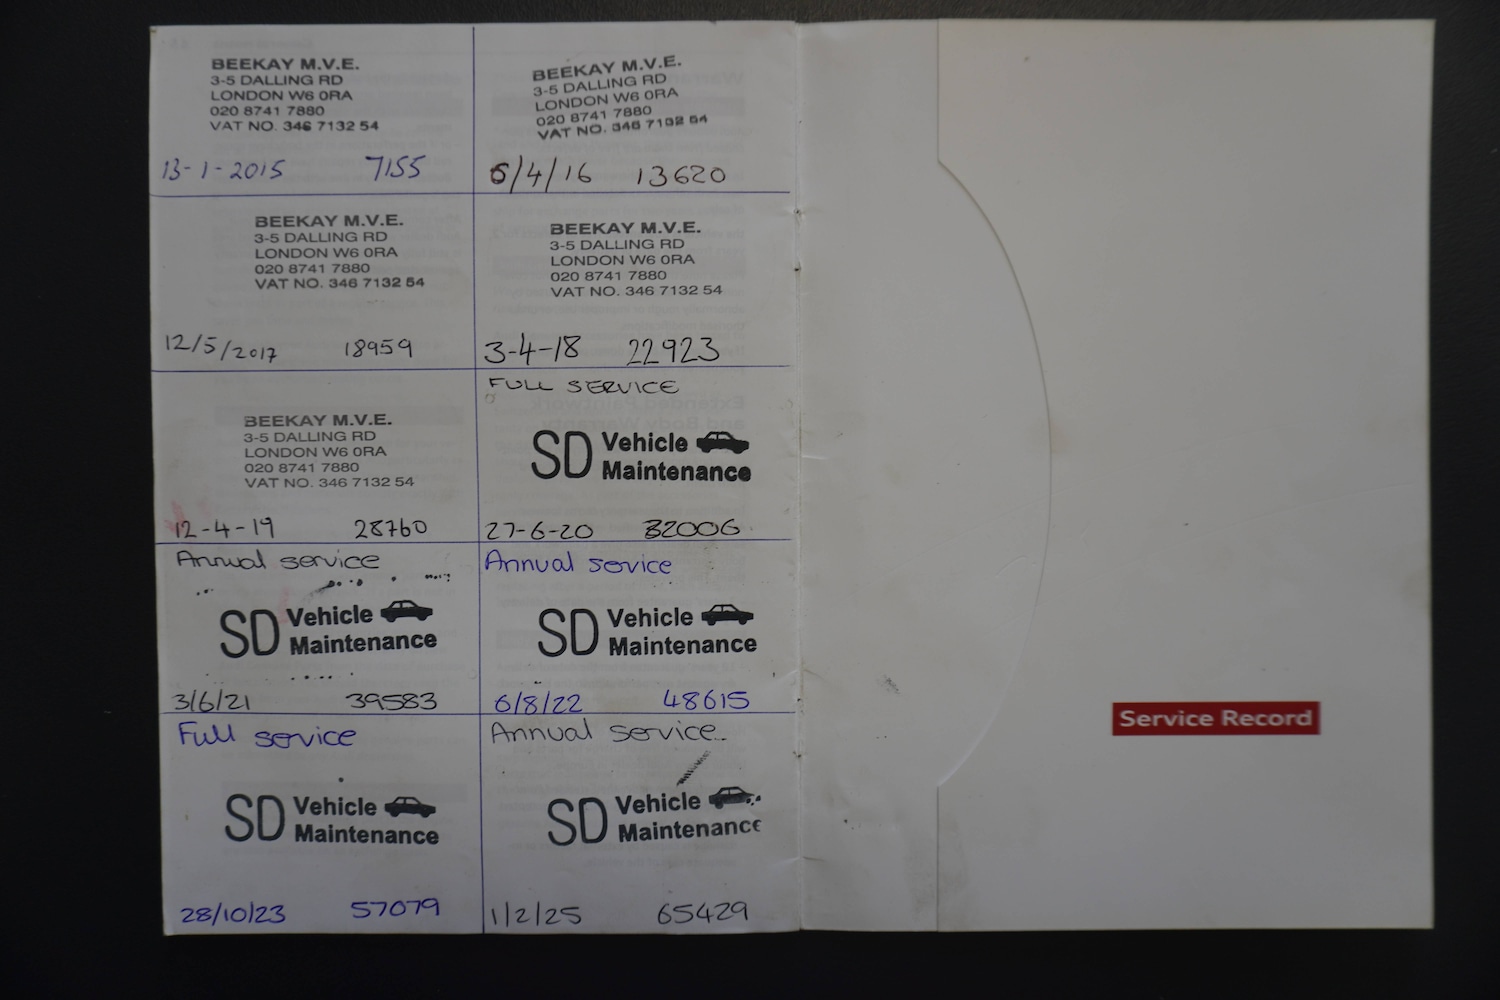 BEEKAY M.V.E.
3-5 DALLING RD
LONDON W6 0RA
020 8741 7880
VAT NO. 346 7132 54
13-1-2015 7155
BEEKAY M.V.E.
3-5 DALLING RD
LONDON W6 0RA
020 8741 7880
VAT NO. 346 7132 54
6/4/16 13620
BEEKAY M.V.E.
3-5 DALLING RD
LONDON W6 0RA
020 8741 7880
VAT NO. 346 7132 54
12/5/2017 18959
BEEKAY M.V.E.
3-5 DALLING RD
LONDON W6 0RA
020 8741 7880
VAT NO. 346 7132 54
3-4-18 22923
BEEKAY M.V.E.
3-5 DALLING RD
LONDON W6 0RA
020 8741 7880
VAT NO. 346 7132 54
12-4-19 28760
FULL SERVICE
SD Vehicle
Maintenance
27-6-20 32006
Annual service
SD Vehicle
Maintenance
3/6/21 39583
Annual service
SD Vehicle
Maintenance
6/8/22 48615
Full service
SD Vehicle
Maintenance
28/10/23 57079
Annual service
SD Vehicle
Maintenance
1/2/25 65429
Service Record